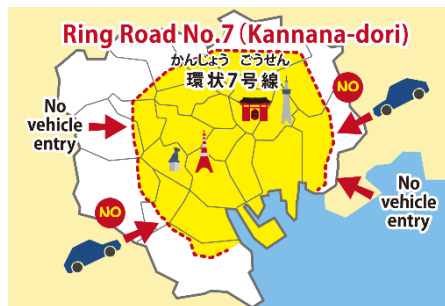 Ring Road No.7 (Kannana-dori)
かんじょう ごうせん
環状7号線
NO
No
vehicle
entry
No
vehicle
entry
NO